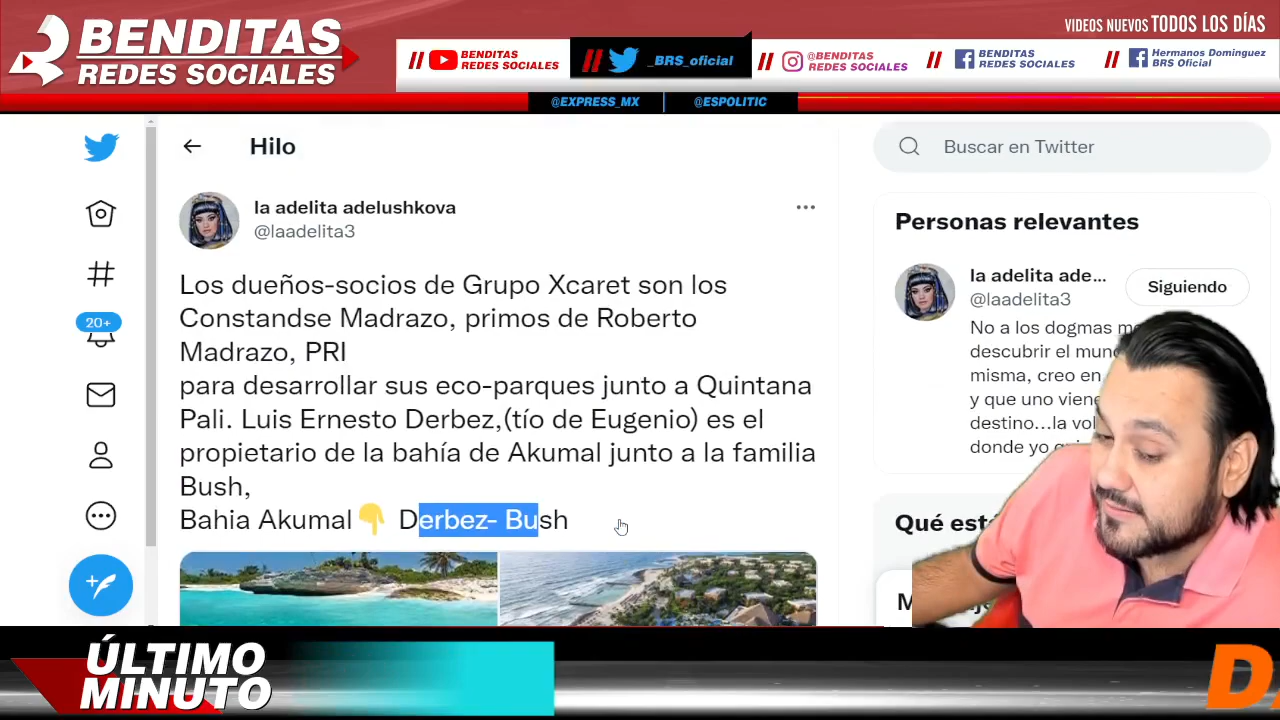 BENDITAS
REDES SOCIALES
VIDEOS NUEVOS TODOS LOS DÍAS
// BENDITAS
REDES SOCIALES
// _BRS_oficial
// @BENDITAS
REDES SOCIALES
// BENDITAS
REDES SOCIALES
// Hermanos Dominguez
BRS Oficial
@EXPRESS_MX
@ESPOLITIC
Hilo
Buscar en Twitter
la adelita adelushkova
@laadelita3
Los dueños-socios de Grupo Xcaret son los
Constandse Madrazo, primos de Roberto
Madrazo, PRI
para desarrollar sus eco-parques junto a Quintana
Pali. Luis Ernesto Derbez,(tío de Eugenio) es el
propietario de la bahía de Akumal junto a la familia
Bush,
Bahia Akumal👇 Derbez- Bush
20+
Personas relevantes
la adelita ade...
@laadelita3
Siguiendo
No a los dogmas
descubrir el
misma, creo en
y que uno
destino...la
donde yo
Qué
ÚLTIMO
MINUTO